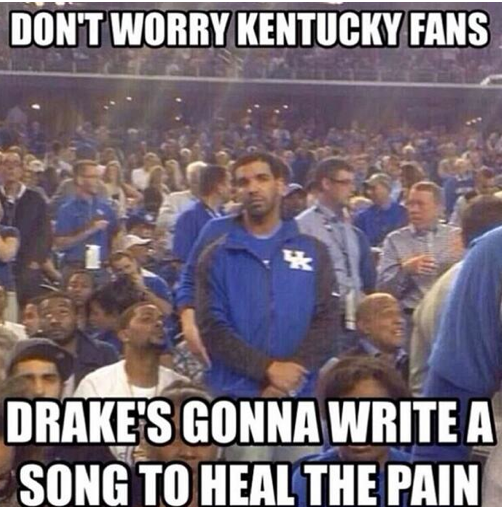 DON'T WORRY KENTUCKY FANS
UK
DRAKE'S GONNA WRITE A
SONG TO HEAL THE PAIN